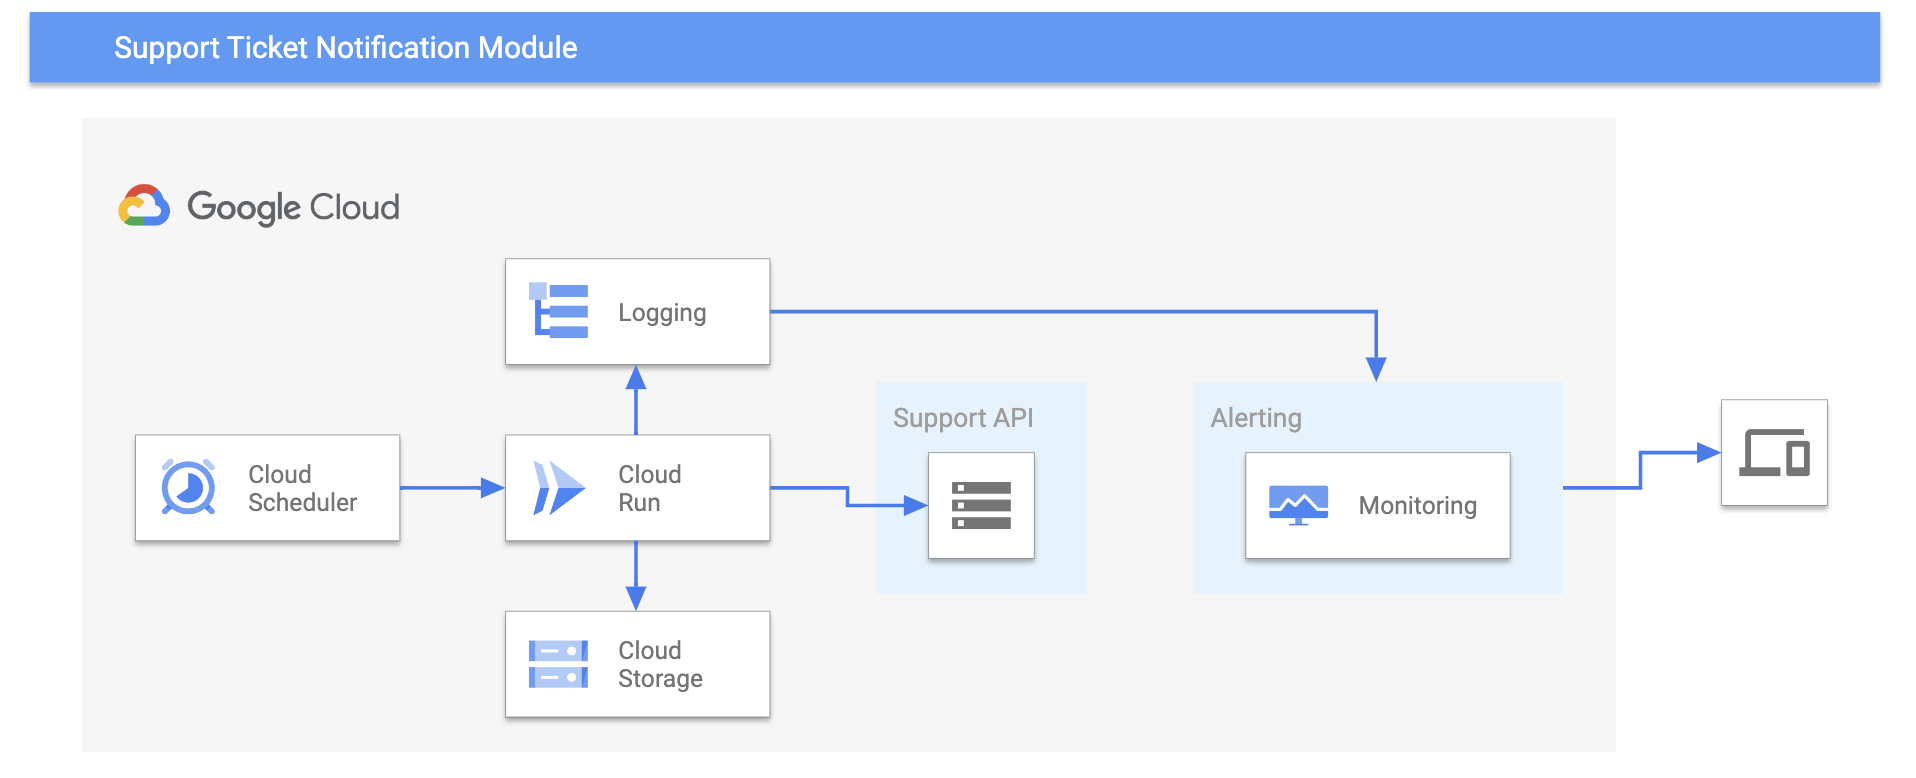 Support Ticket Notification Module
Google Cloud
Logging
Support API
Alerting
Cloud
Scheduler
Cloud
Run
Monitoring
Cloud
Storage